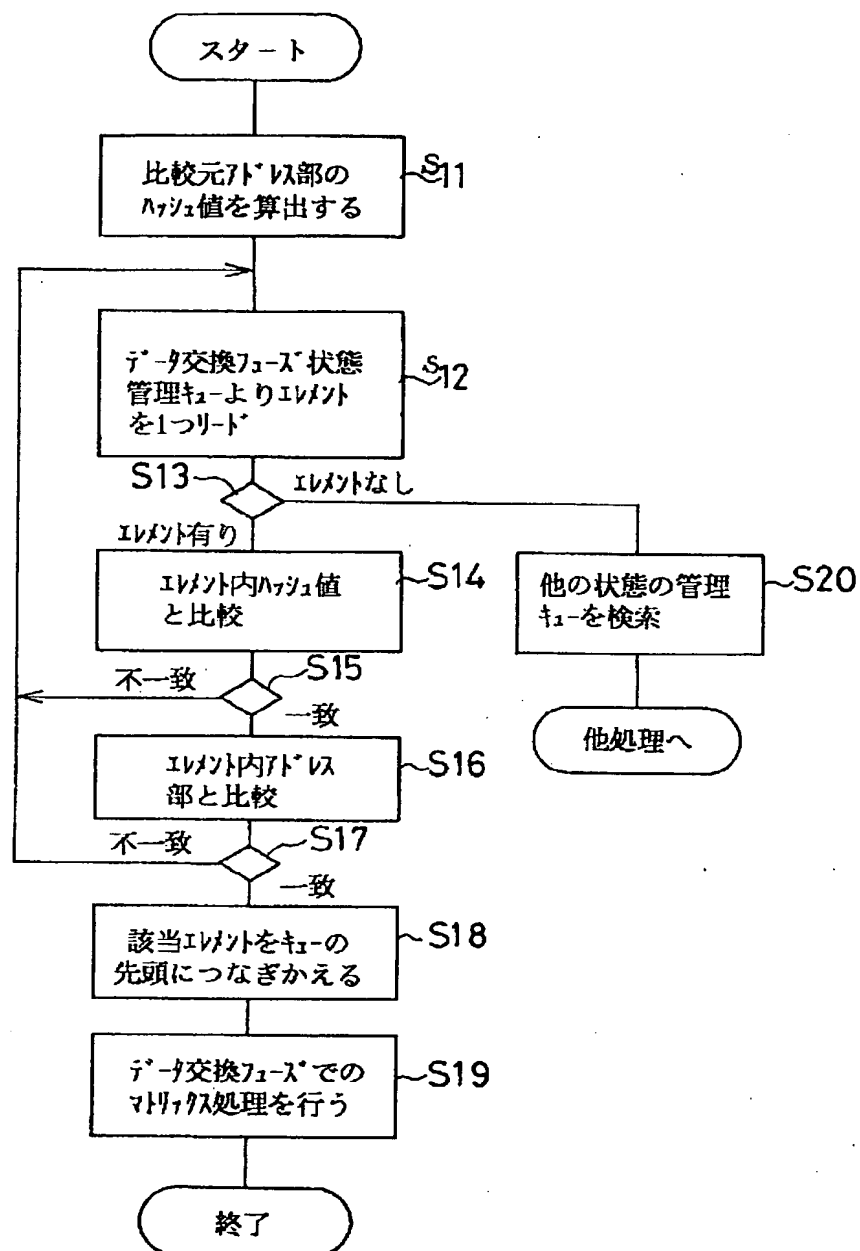 スタート
比較元アドレス部の
ハッシュ値を算出する
S11
データ交換フューズ状態
管理キューよりエレメント
を1つリード
S12
S13
エレメントなし
エレメント有り
エレメント内ハッシュ値
と比較
S14
他の状態の管理
キューを検索
S20
不一致
S15
一致
他処理へ
エレメント内アドレス
部と比較
S16
不一致
S17
一致
該当エレメントをキューの
先頭につなぎかえる
S18
データ交換フューズでの
マトリックス処理を行う
S19
終了